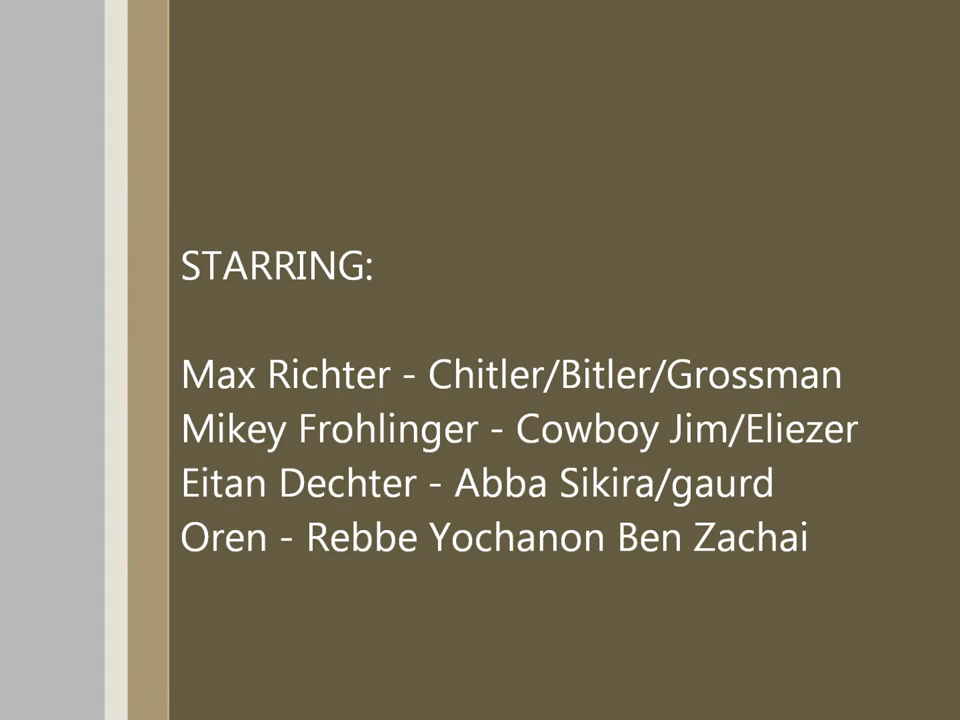 STARRING:
Max Richter - Chitler/Bitler/Grossman
Mikey Frohlinger - Cowboy Jim/Eliezer
Eitan Dechter - Abba Sikira/gaurd
Oren - Rebbe Yochanon Ben Zachai